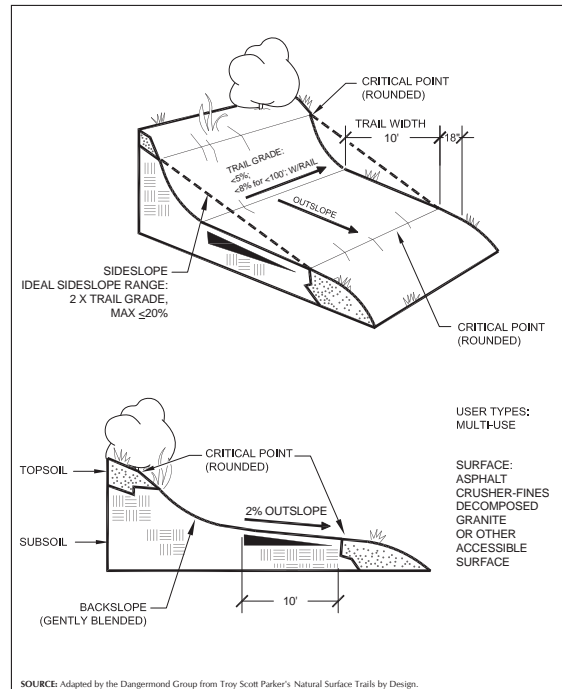 CRITICAL POINT
(ROUNDED)
TRAIL WIDTH
10'
18"
TRAIL GRADE:
<5%;
<8% for <100'; W/RAIL
OUTSLOPE
SIDESLOPE
IDEAL SIDESLOPE RANGE:
2 X TRAIL GRADE,
MAX ≤20%
CRITICAL POINT
(ROUNDED)
USER TYPES:
MULTI-USE
CRITICAL POINT
(ROUNDED)
TOPSOIL
SURFACE:
ASPHALT
CRUSHER-FINES
DECOMPOSED
GRANITE
OR OTHER
ACCESSIBLE
SURFACE
2% OUTSLOPE
SUBSOIL
BACKSLOPE
(GENTLY BLENDED)
10'
SOURCE: Adapted by the Dangermond Group from Troy Scott Parker's Natural Surface Trails by Design.